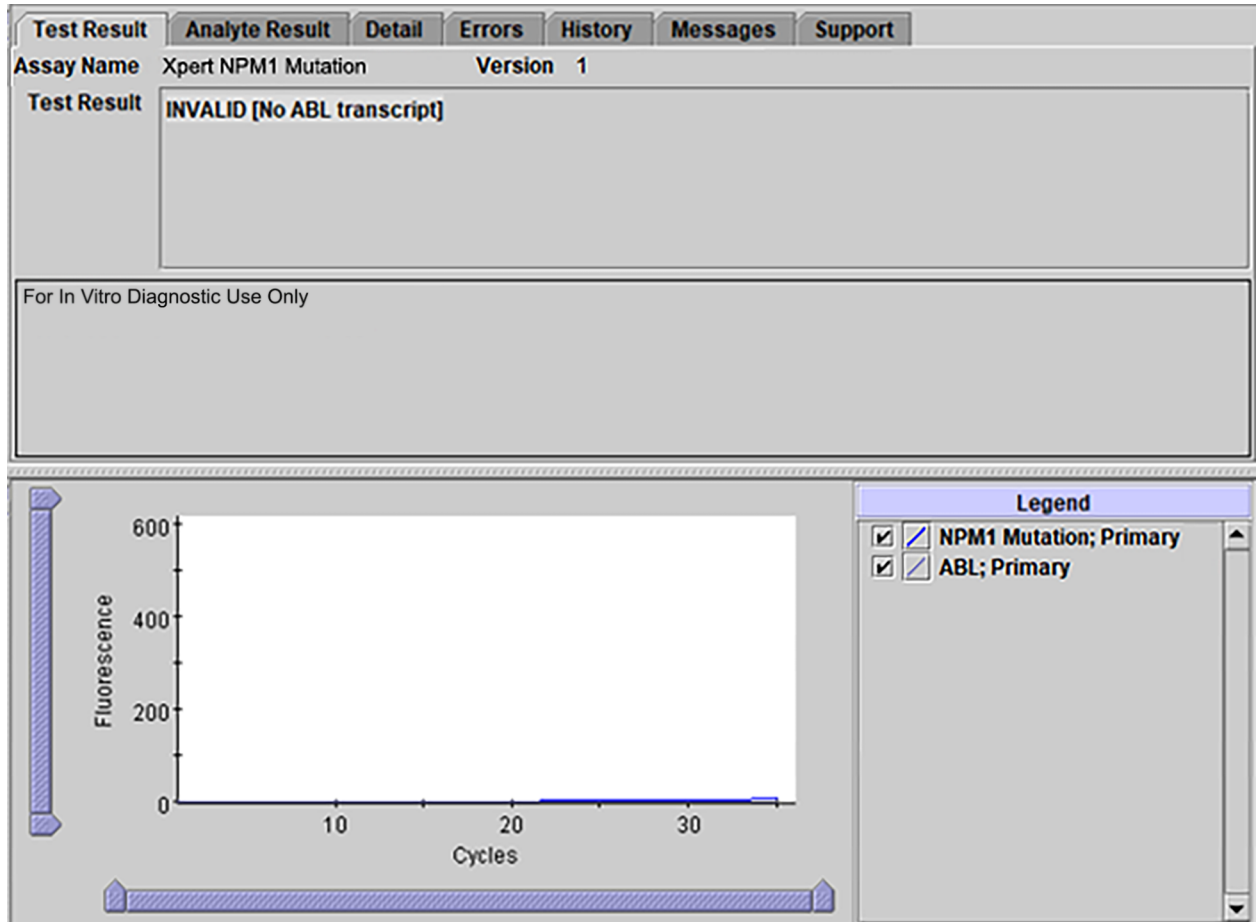 Test Result Analyte Result Detail Errors History Messages Support
Assay Name Xpert NPM1 Mutation Version 1
Test Result INVALID [No ABL transcript]
For In Vitro Diagnostic Use Only
600
400
200
0
Fluorescence
10 20 30
Cycles
Legend
NPM1 Mutation; Primary
ABL; Primary